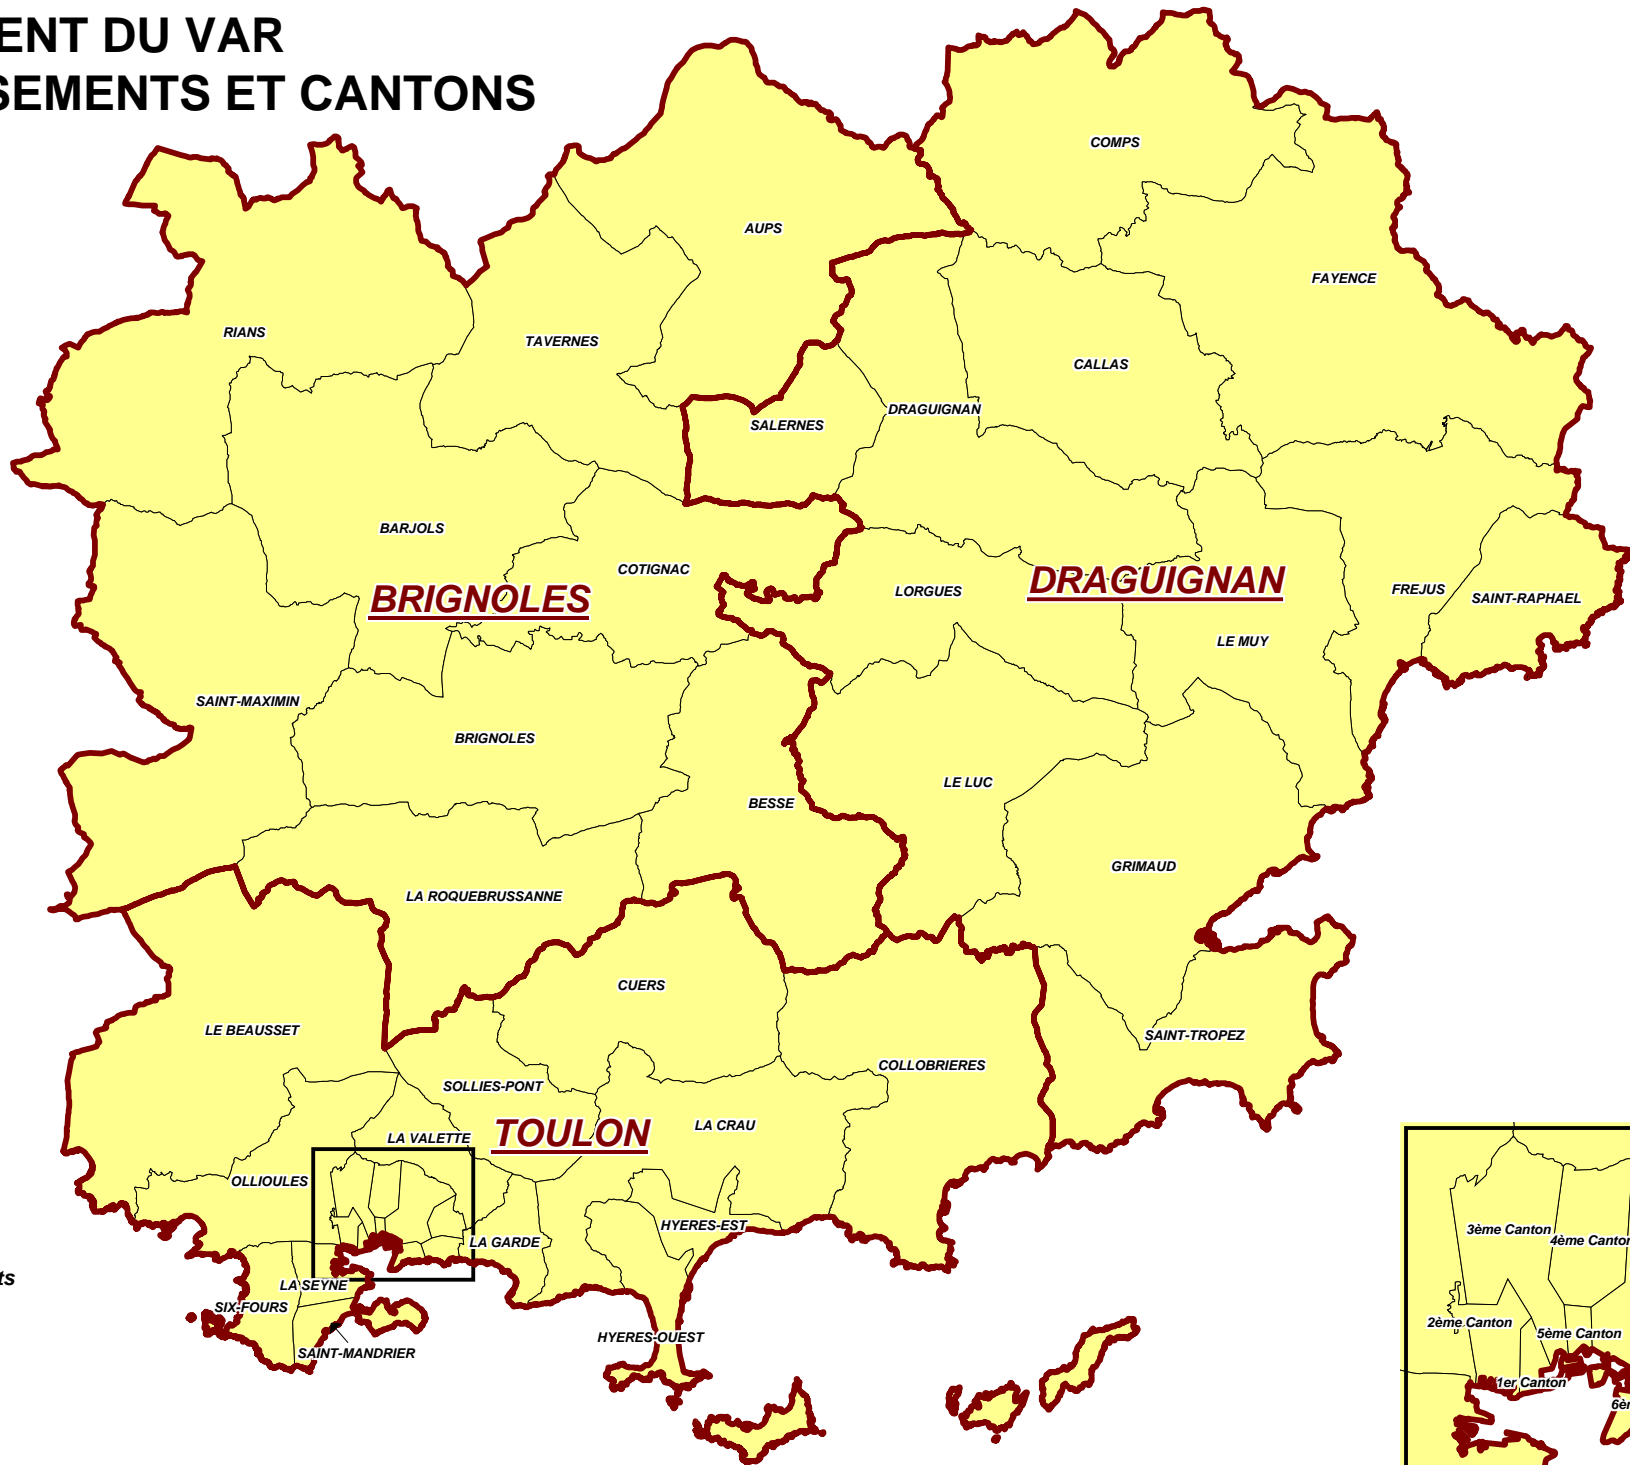 ENT DU VAR
SEMENTS ET CANTONS
COMPS
AUPS
FAYENCE
RIANS
TAVERNES
CALLAS
DRAGUIGNAN
SALERNES
BARJOLS
COTIGNAC
BRIGNOLES
DRAGUIGNAN
LORGUES
FREJUS
SAINT-RAPHAEL
LE MUY
SAINT-MAXIMIN
BRIGNOLES
LE LUC
BESSE
GRIMAUD
LA ROQUEBRUSSANNE
CUERS
LE BEAUSSET
SAINT-TROPEZ
COLLOBRIERES
SOLLIES-PONT
LA CRAU
TOULON
LA VALETTE
OLLIOULES
HYERES-EST
LA GARDE
ts
LA SEYNE
SIX-FOURS
HYERES-OUEST
SAINT-MANDRIER
3ème Canton
4ème Canton
2ème Canton
5ème Canton
1er Canton
6èr